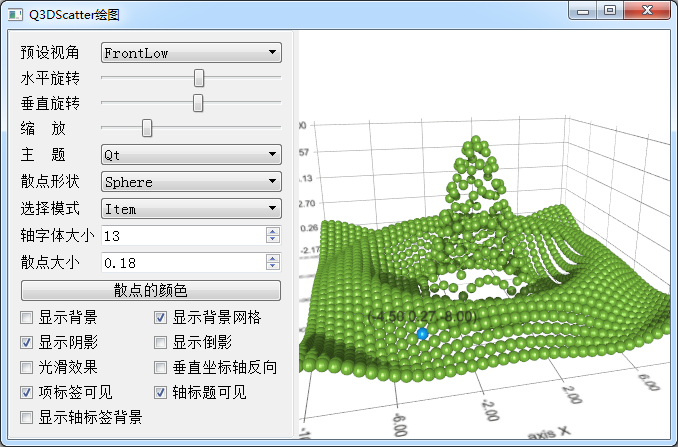 Q3DScatter绘图
预设视角 FrontLow
水平旋转
垂直旋转
缩 放
主 题 Qt
散点形状 Sphere
选择模式 Item
轴字体大小 13
散点大小 0.18
散点的颜色
显示背景 显示背景网格
显示阴影 显示倒影
光滑效果 垂直坐标轴反向
项标签可见 轴标题可见
显示轴标签背景
.57
.13
2.70
0.26
-2.17
(-4.50,0.27,-8.00)
-6.00
-2.00
2.00
6.00
axis X